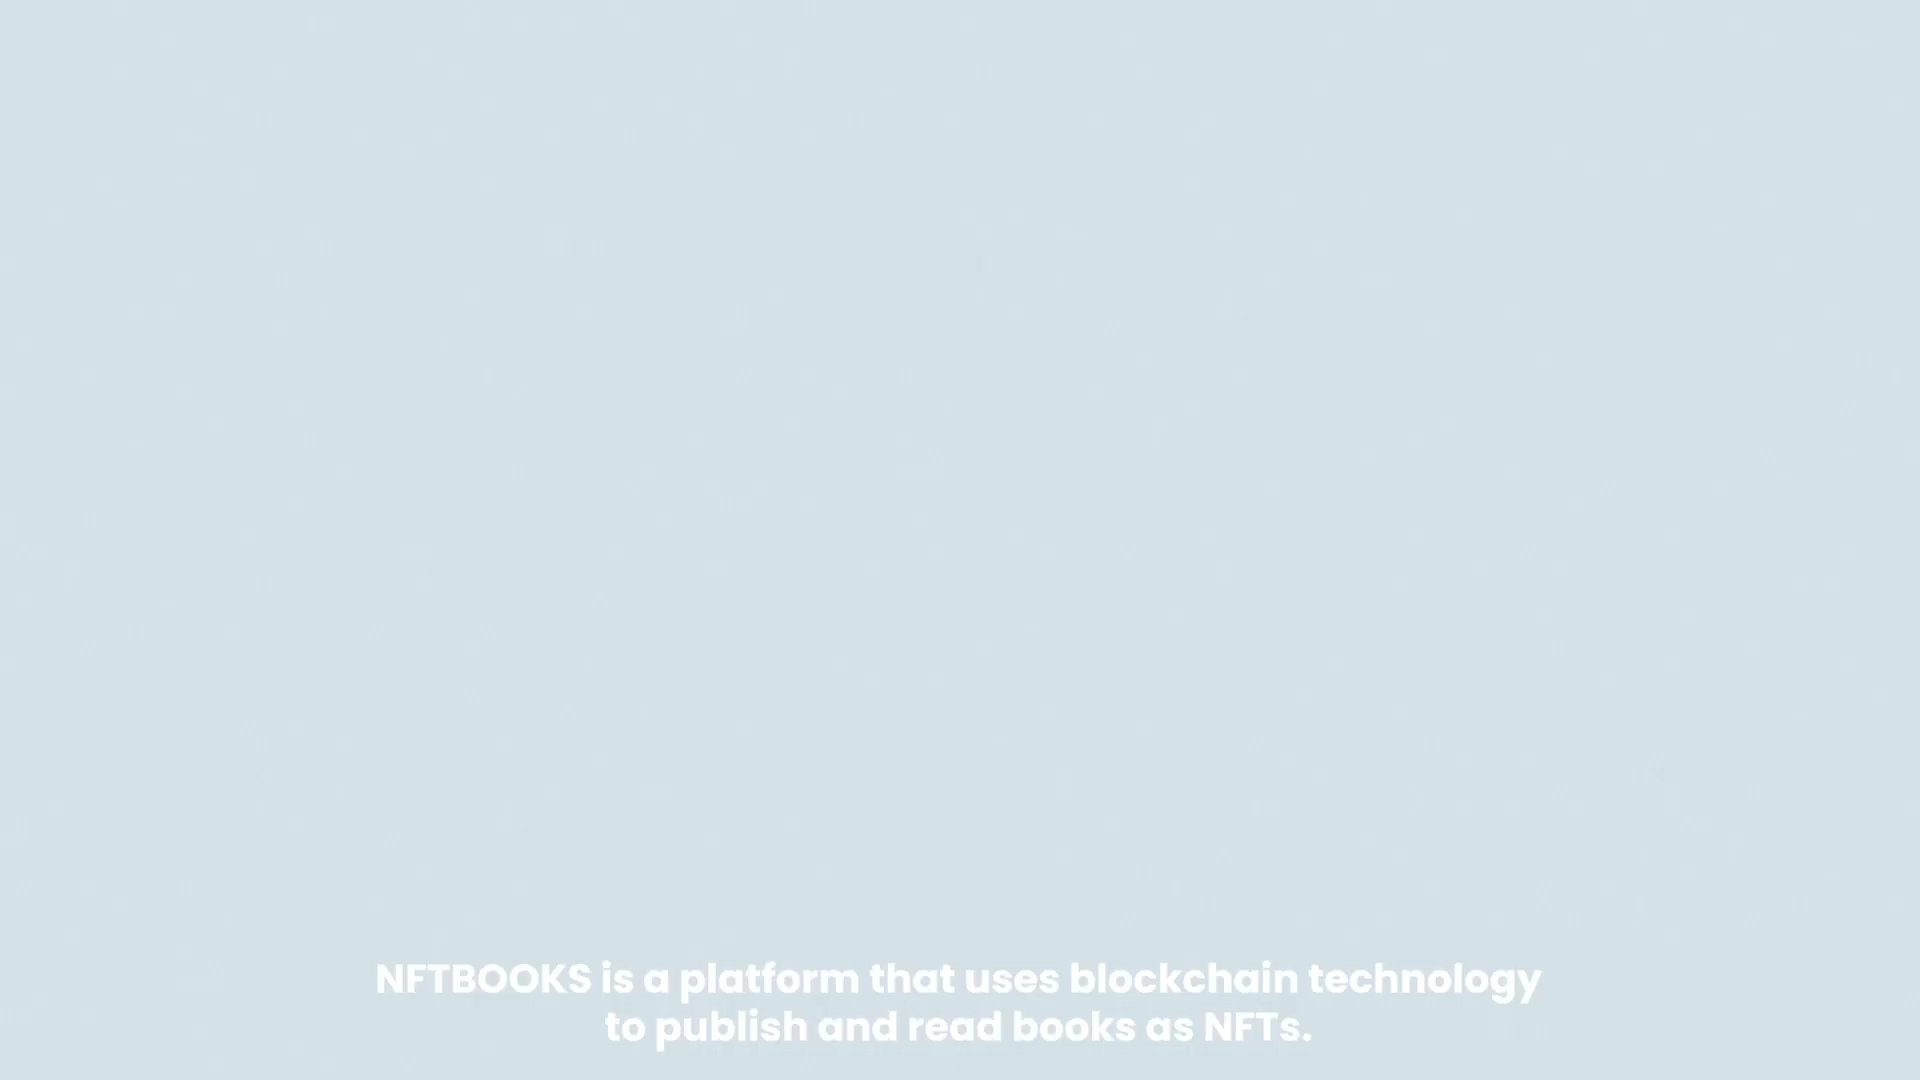 NFTBOOKS is a platform that uses blockchain technology
to publish and read books as NFTs.